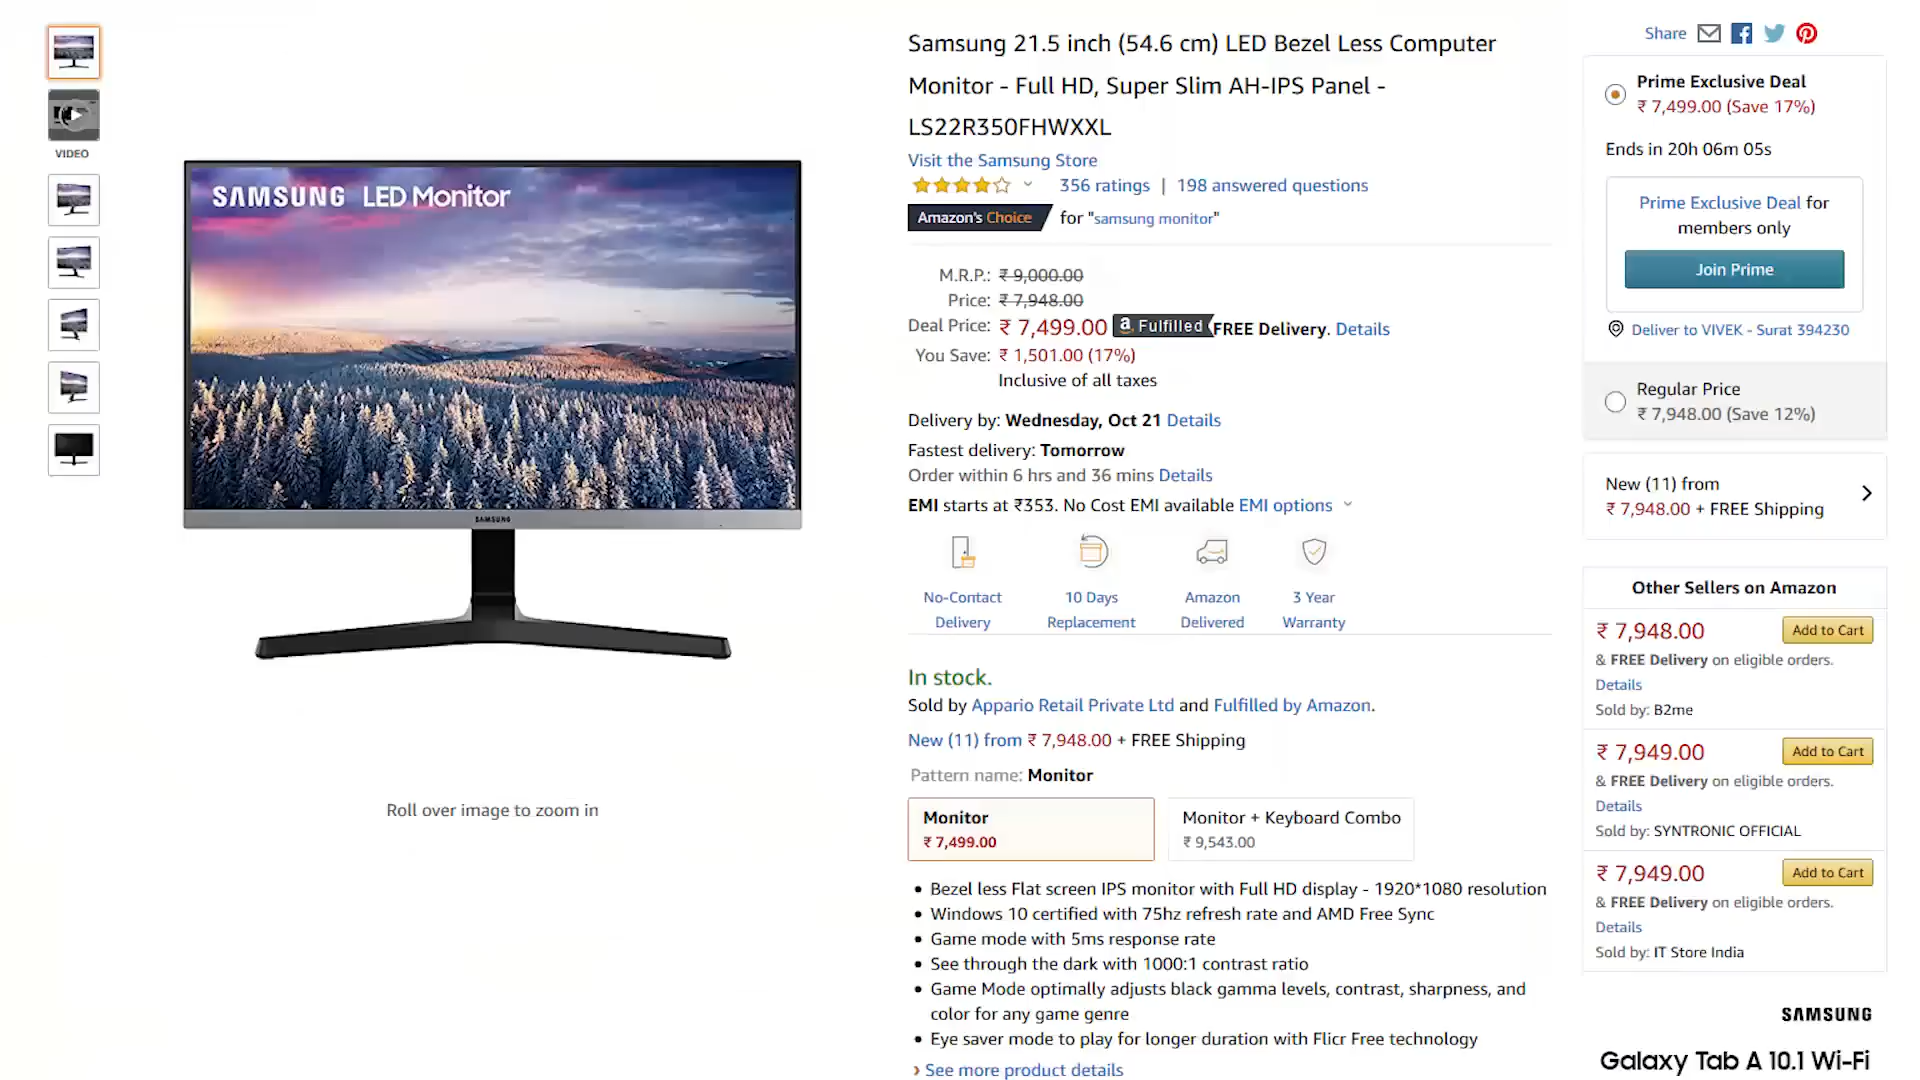 VIDEO
SAMSUNG LED Monitor
SAMSUNG
Roll over image to zoom in
Samsung 21.5 inch (54.6 cm) LED Bezel Less Computer
Monitor - Full HD, Super Slim AH-IPS Panel -
LS22R350FHWXXL
Visit the Samsung Store
356 ratings | 198 answered questions
Amazon's Choice for "samsung monitor"
M.R.P.: ₹ 9,000.00
Price: ₹ 7,948.00
Deal Price: ₹ 7,499.00 a Fulfilled FREE Delivery. Details
You Save: ₹ 1,501.00 (17%)
Inclusive of all taxes
Delivery by: Wednesday, Oct 21 Details
Fastest delivery: Tomorrow
Order within 6 hrs and 36 mins Details
EMI starts at ₹353. No Cost EMI available EMI options
No-Contact Delivery
10 Days Replacement
Amazon Delivered
3 Year Warranty
In stock.
Sold by Appario Retail Private Ltd and Fulfilled by Amazon.
New (11) from ₹ 7,948.00 + FREE Shipping
Pattern name: Monitor
Monitor
₹ 7,499.00
Monitor + Keyboard Combo
₹ 9,543.00
• Bezel less Flat screen IPS monitor with Full HD display - 1920*1080 resolution
• Windows 10 certified with 75hz refresh rate and AMD Free Sync
• Game mode with 5ms response rate
• See through the dark with 1000:1 contrast ratio
• Game Mode optimally adjusts black gamma levels, contrast, sharpness, and
color for any game genre
• Eye saver mode to play for longer duration with Flicr Free technology
› See more product details
Share
Prime Exclusive Deal
₹ 7,499.00 (Save 17%)
Ends in 20h 06m 05s
Prime Exclusive Deal for
members only
Join Prime
Deliver to VIVEK - Surat 394230
Regular Price
₹ 7,948.00 (Save 12%)
New (11) from
₹ 7,948.00 + FREE Shipping
Other Sellers on Amazon
₹ 7,948.00 Add to Cart
& FREE Delivery on eligible orders.
Details
Sold by: B2me
₹ 7,949.00 Add to Cart
& FREE Delivery on eligible orders.
Details
Sold by: SYNTRONIC OFFICIAL
₹ 7,949.00 Add to Cart
& FREE Delivery on eligible orders.
Details
Sold by: IT Store India
SAMSUNG
Galaxy Tab A 10.1 Wi-Fi